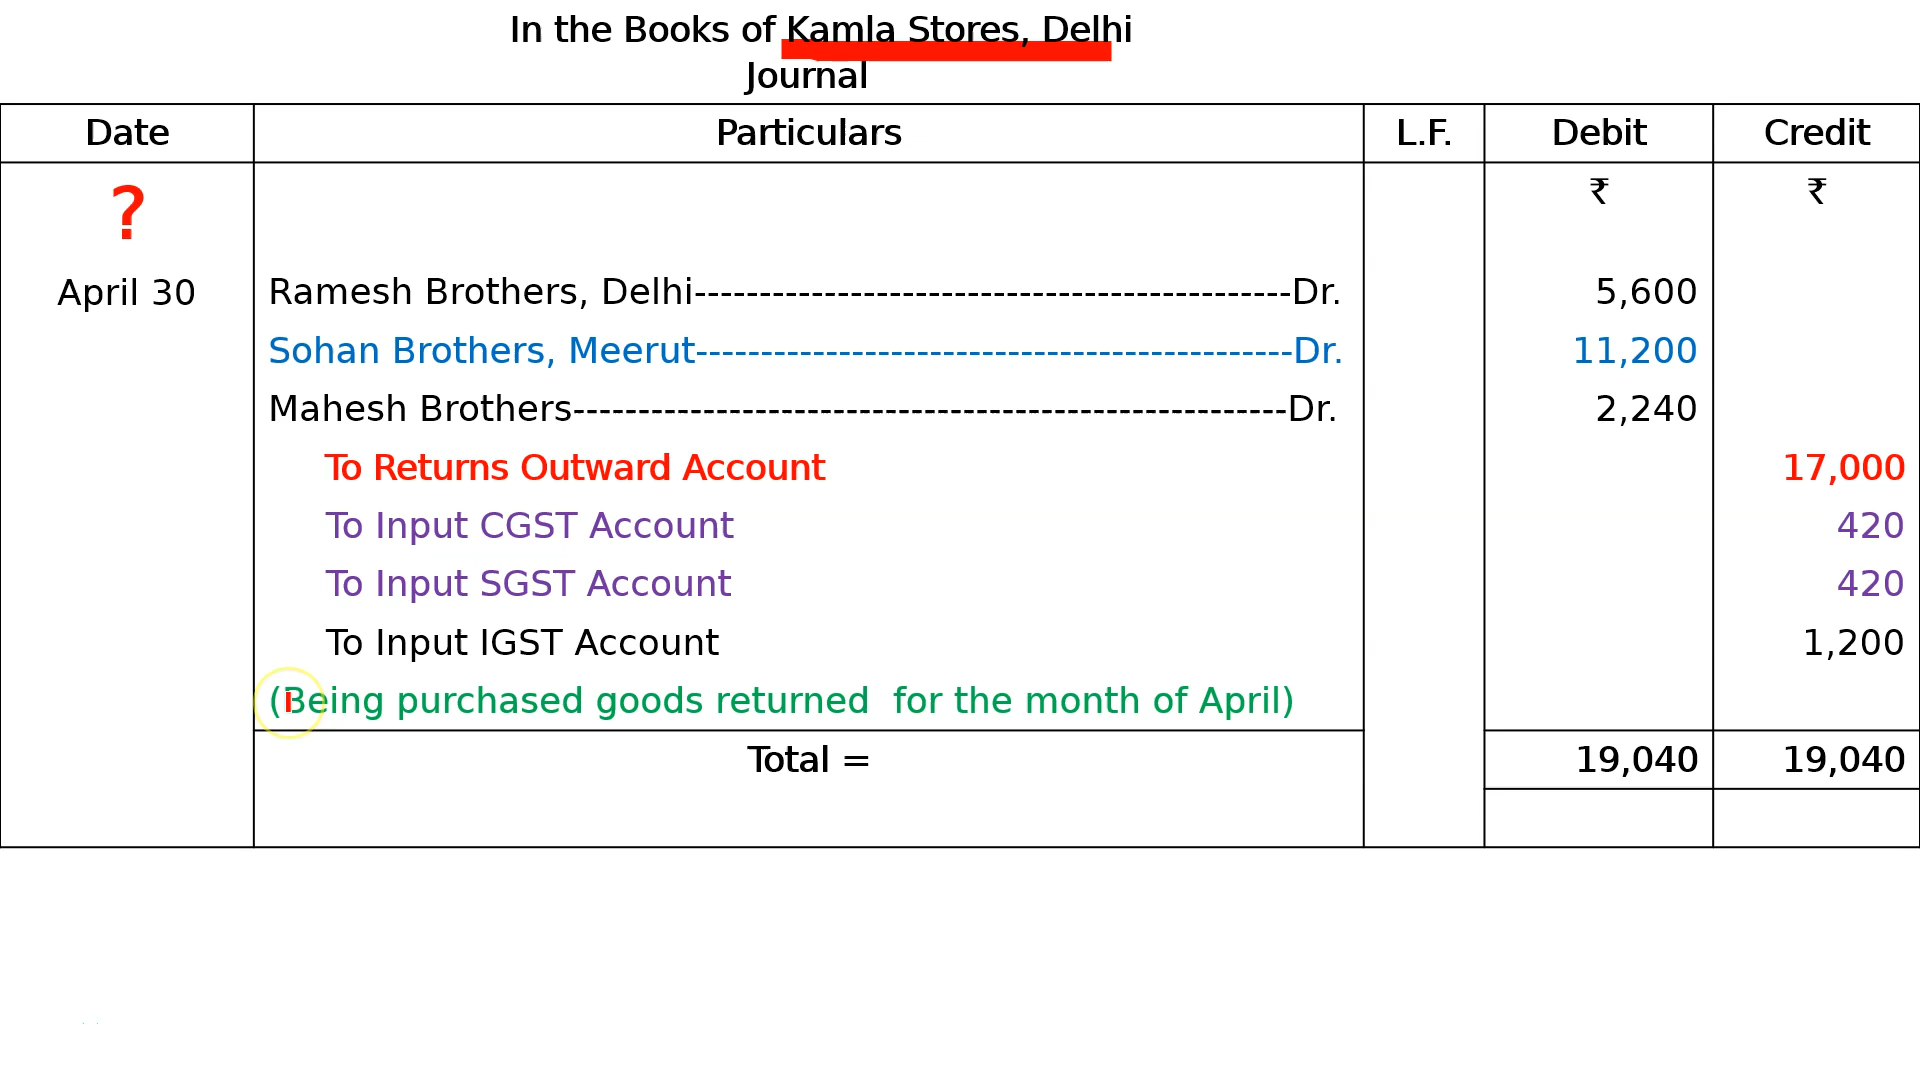 In the Books of Kamla Stores, Delhi
Journal
Date Particulars L.F. Debit Credit
? ₹ ₹
April 30 Ramesh Brothers, Delhi----------------------------------------------Dr. 5,600
Sohan Brothers, Meerut----------------------------------------------Dr. 11,200
Mahesh Brothers-------------------------------------------------------Dr. 2,240
To Returns Outward Account 17,000
To Input CGST Account 420
To Input SGST Account 420
To Input IGST Account 1,200
(Being purchased goods returned  for the month of April)
Total = 19,040 19,040